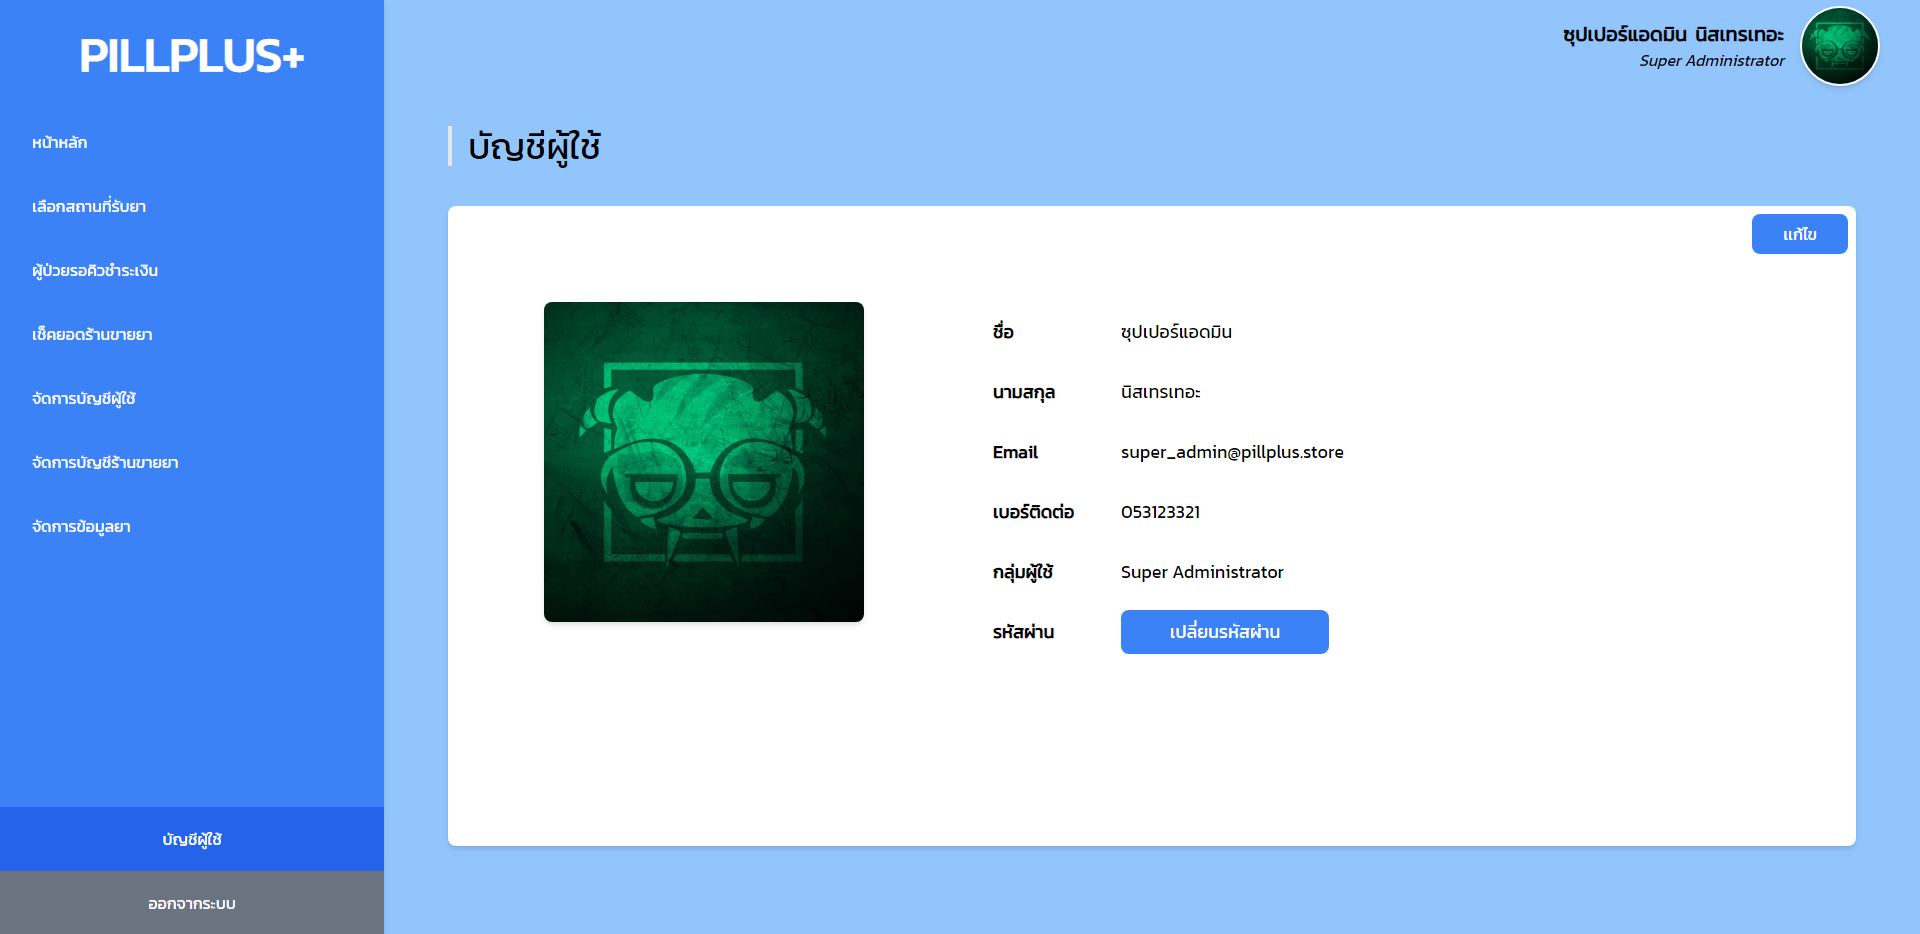 PILLPLUS+
หน้าหลัก
เลือกสถานที่รับยา
ผู้ป่วยรอคิวชำระเงิน
เช็คยอดร้านขายยา
จัดการบัญชีผู้ใช้
จัดการบัญชีร้านขายยา
จัดการข้อมูลยา
บัญชีผู้ใช้
ออกจากระบบ
ซุปเปอร์แอดมิน นิสเทรเทอะ
Super Administrator
บัญชีผู้ใช้
แก้ไข
ชื่อ ซุปเปอร์แอดมิน
นามสกุล นิสเทรเทอะ
Email super_admin@pillplus.store
เบอร์ติดต่อ 053123321
กลุ่มผู้ใช้ Super Administrator
รหัสผ่าน เปลี่ยนรหัสผ่าน